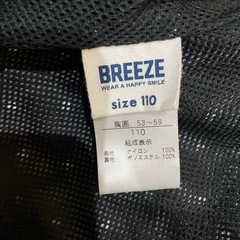 BREEZE
WEAR A HAPPY SMILE
size 110
胸囲 53〜59
110
組成表示
表地 ナイロン 100%
裏地 ポリエステル 100%